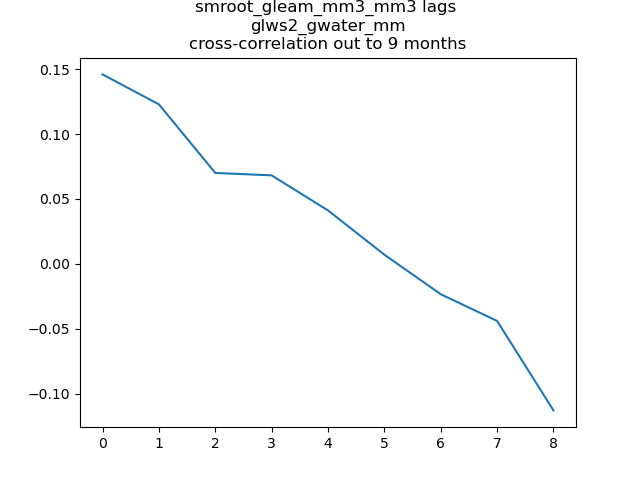 smroot_gleam_mm3_mm3 lags
glws2_gwater_mm
cross-correlation out to 9 months
0.15
0.10
0.05
0.00
−0.05
−0.10
0 1 2 3 4 5 6 7 8